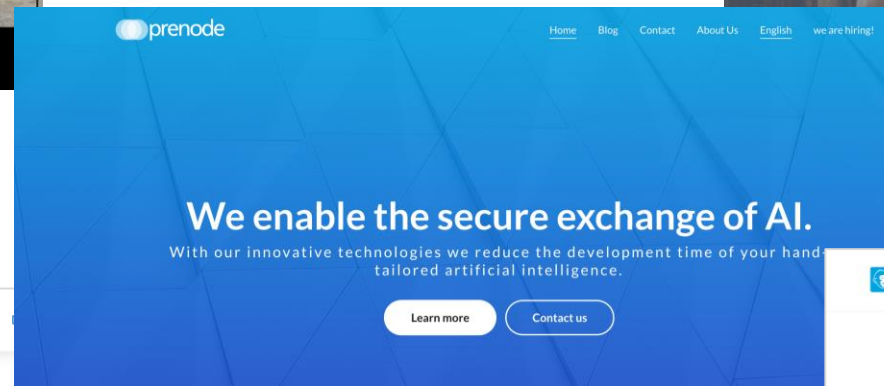 prenode
Home Blog Contact About Us English we are hiring!
We enable the secure exchange of AI.
With our innovative technologies we reduce the development time of your hand-
tailored artificial intelligence.
Learn more Contact us